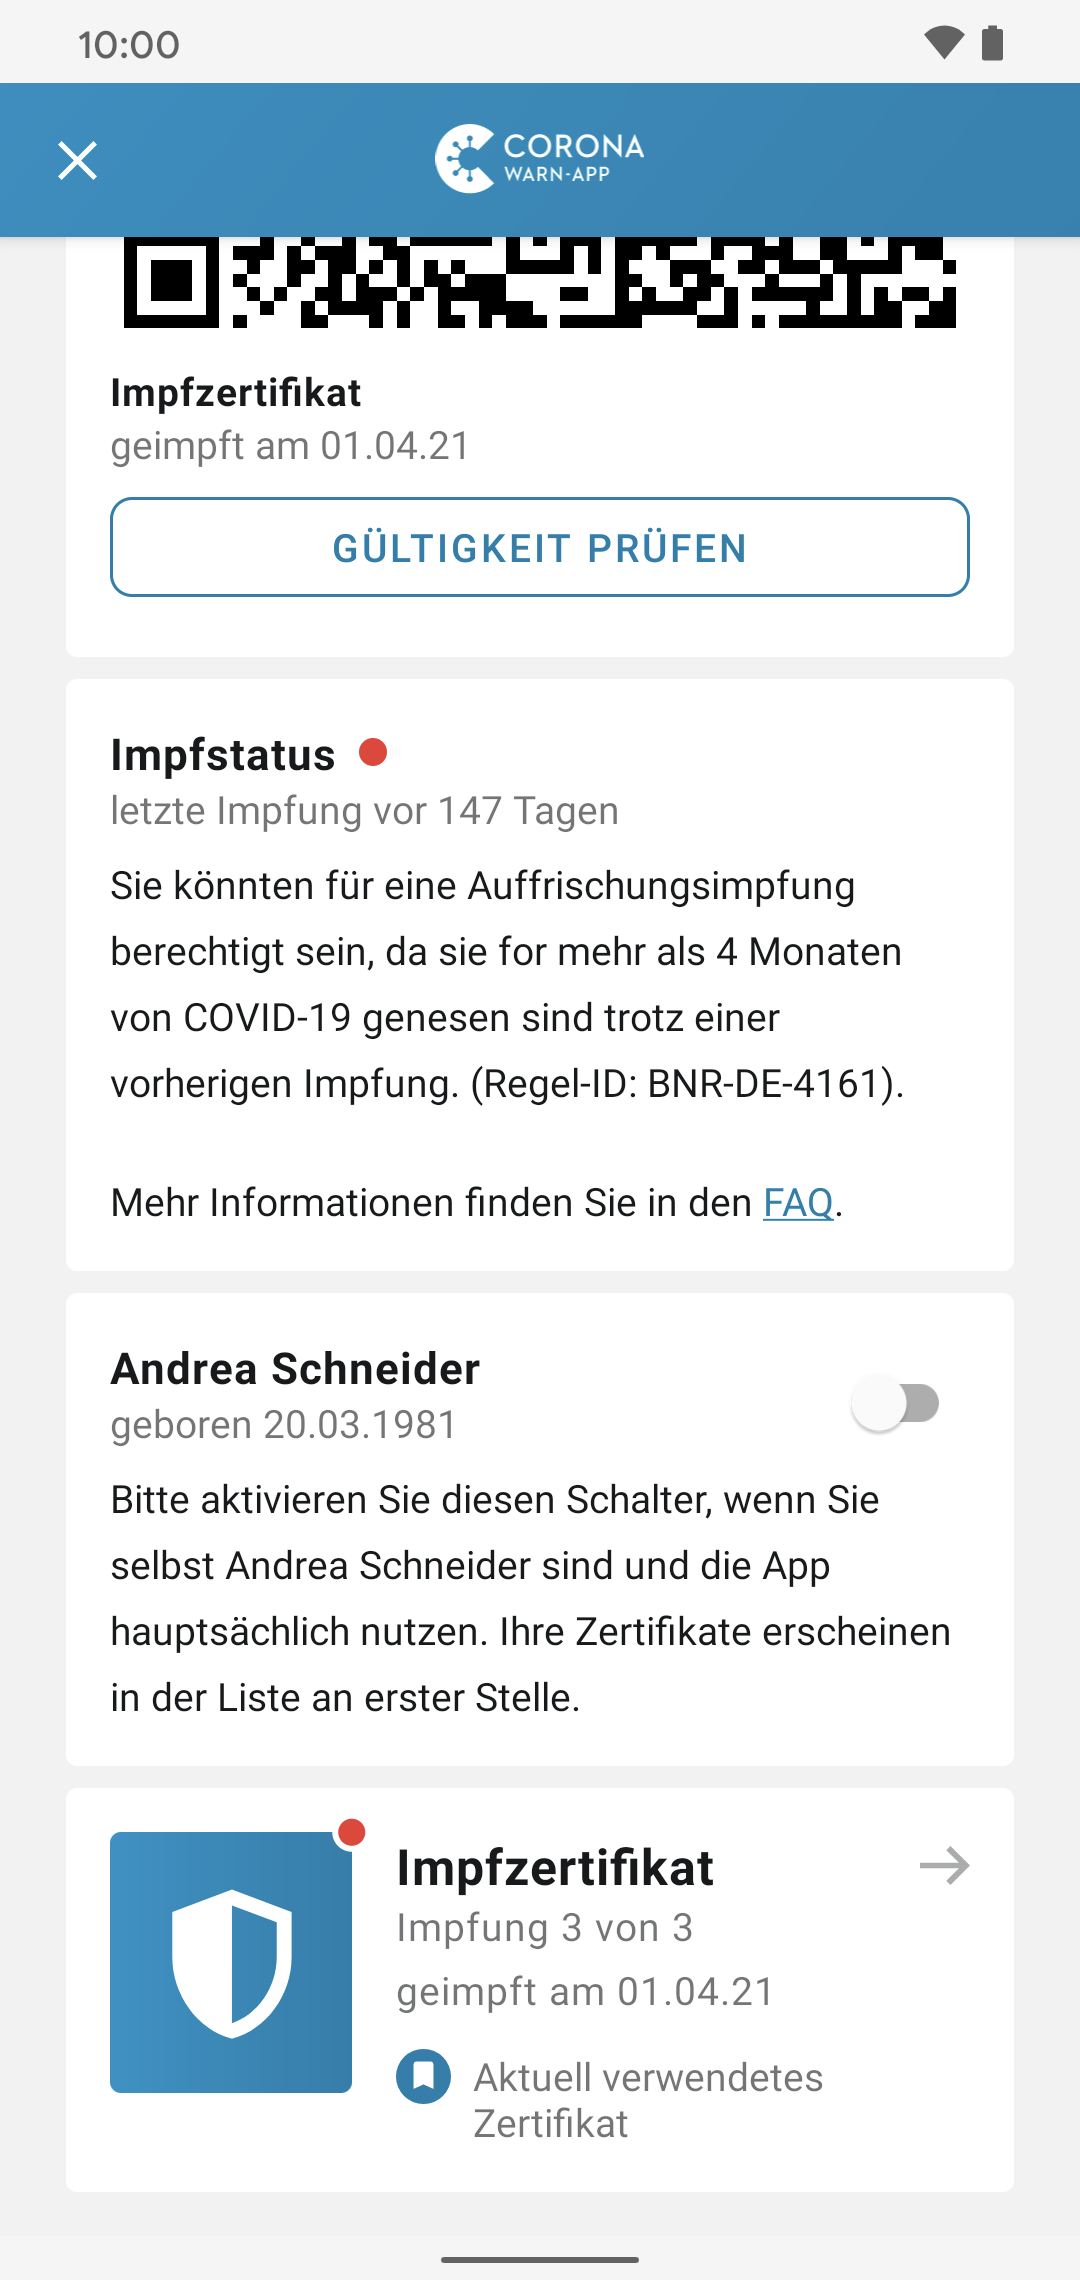 10:00
CORONA
WARN-APP
Impfzertifikat
geimpft am 01.04.21
GÜLTIGKEIT PRÜFEN
Impfstatus
letzte Impfung vor 147 Tagen
Sie könnten für eine Auffrischungsimpfung
berechtigt sein, da sie for mehr als 4 Monaten
von COVID-19 genesen sind trotz einer
vorherigen Impfung. (Regel-ID: BNR-DE-4161).
Mehr Informationen finden Sie in den FAQ.
Andrea Schneider
geboren 20.03.1981
Bitte aktivieren Sie diesen Schalter, wenn Sie
selbst Andrea Schneider sind und die App
hauptsächlich nutzen. Ihre Zertifikate erscheinen
in der Liste an erster Stelle.
Impfzertifikat
Impfung 3 von 3
geimpft am 01.04.21
Aktuell verwendetes
Zertifikat